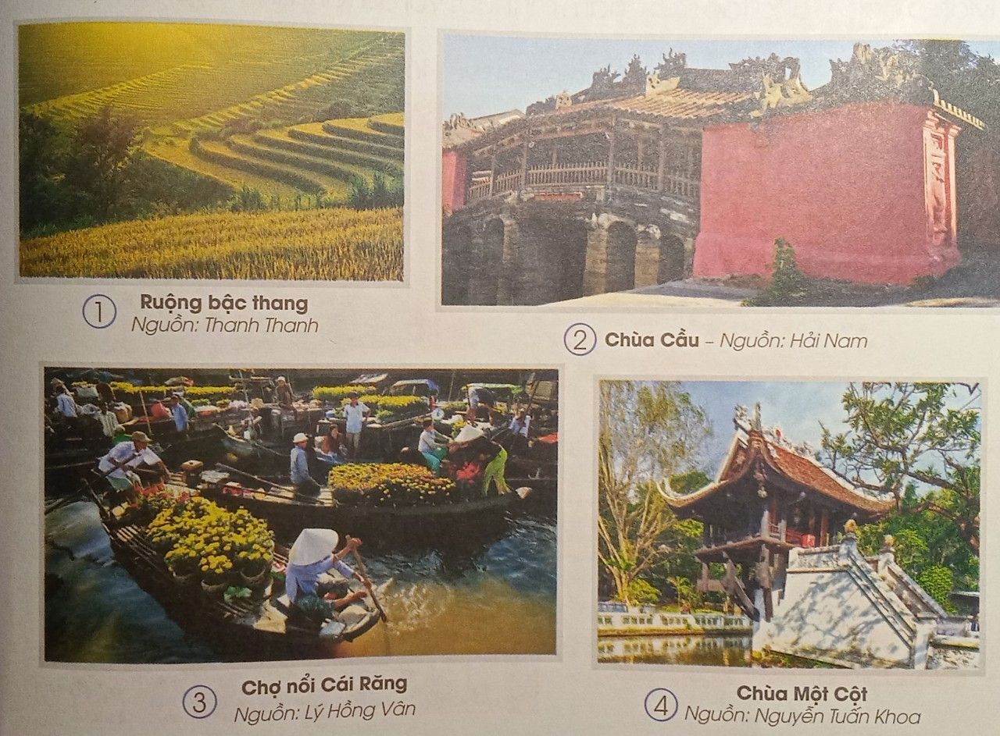 1 Ruộng bậc thang
Nguồn: Thanh Thanh
2 Chùa Cầu – Nguồn: Hải Nam
3 Chợ nổi Cái Răng
Nguồn: Lý Hồng Vân
4 Chùa Một Cột
Nguồn: Nguyễn Tuấn Khoa